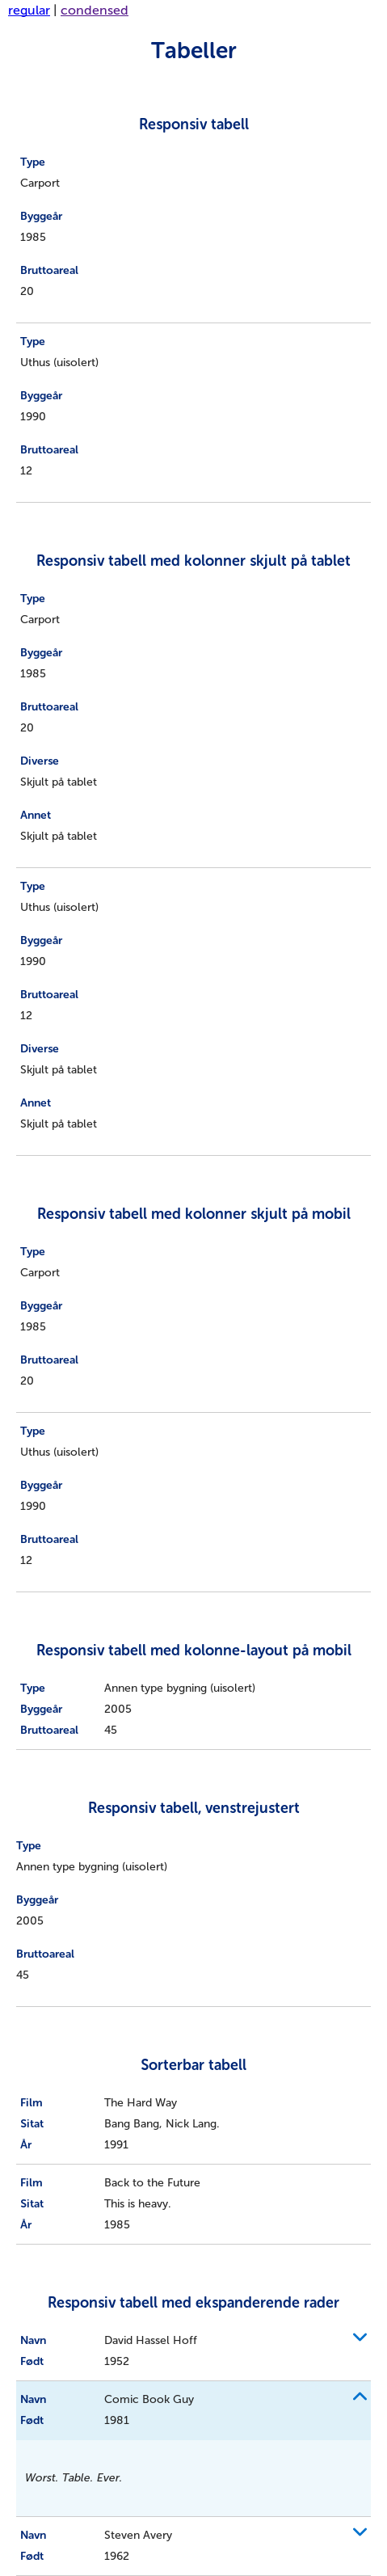 regular | condensed
Tabeller
Responsiv tabell
Type
Carport
Byggeår
1985
Bruttoareal
20
Type
Uthus (uisolert)
Byggeår
1990
Bruttoareal
12
Responsiv tabell med kolonner skjult på tablet
Type
Carport
Byggeår
1985
Bruttoareal
20
Diverse
Skjult på tablet
Annet
Skjult på tablet
Type
Uthus (uisolert)
Byggeår
1990
Bruttoareal
12
Diverse
Skjult på tablet
Annet
Skjult på tablet
Responsiv tabell med kolonner skjult på mobil
Type
Carport
Byggeår
1985
Bruttoareal
20
Type
Uthus (uisolert)
Byggeår
1990
Bruttoareal
12
Responsiv tabell med kolonne-layout på mobil
Type Annen type bygning (uisolert)
Byggeår 2005
Bruttoareal 45
Responsiv tabell, venstrejustert
Type
Annen type bygning (uisolert)
Byggeår
2005
Bruttoareal
45
Sorterbar tabell
Film The Hard Way
Sitat Bang Bang, Nick Lang.
År 1991
Film Back to the Future
Sitat This is heavy.
År 1985
Responsiv tabell med ekspanderende rader
Navn David Hassel Hoff
Født 1952
Navn Comic Book Guy
Født 1981
Worst. Table. Ever.
Navn Steven Avery
Født 1962